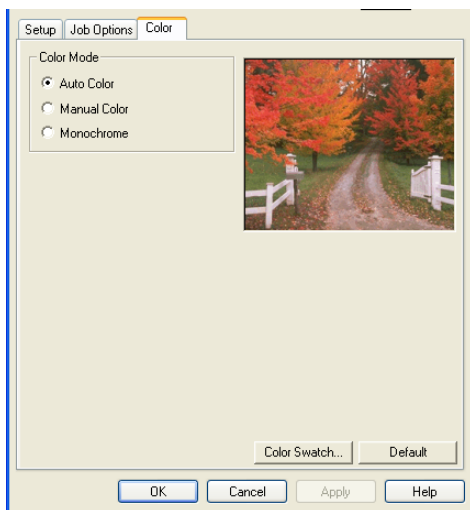 Setup Job Options Color
Color Mode
Auto Color
Manual Color
Monochrome
Color Swatch... Default
OK Cancel Apply Help